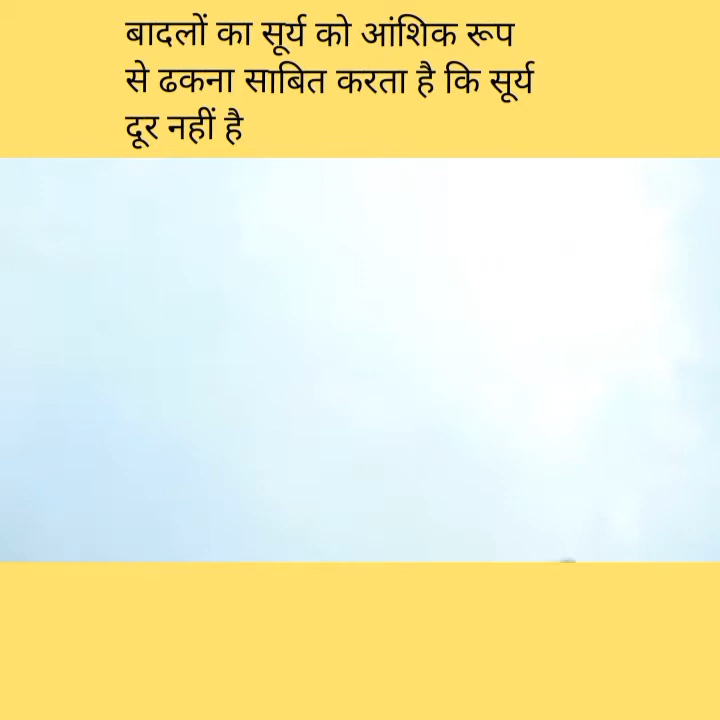 बादलों का सूर्य को आंशिक रूप
से ढकना साबित करता है कि सूर्य
दूर नहीं है